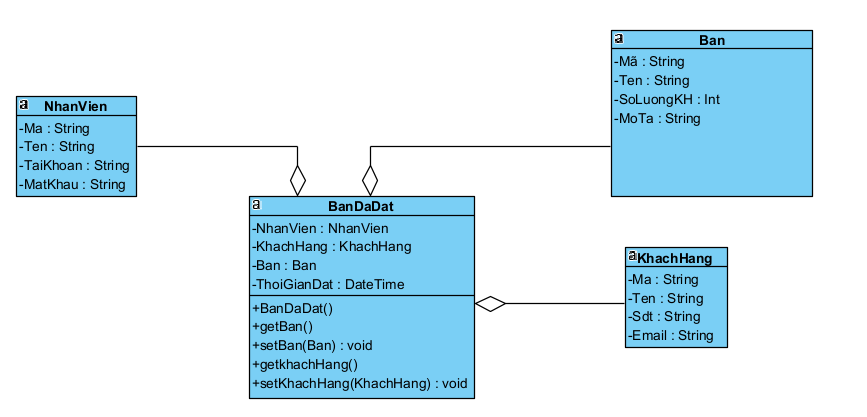 a
NhanVien
-Ma : String
-Ten : String
-TaiKhoan : String
-MatKhau : String
a
Ban
-Mã : String
-Ten : String
-SoLuongKH : Int
-MoTa : String
a
BanDaDat
-NhanVien : NhanVien
-KhachHang : KhachHang
-Ban : Ban
-ThoiGianDat : DateTime
+BanDaDat()
+getBan()
+setBan(Ban) : void
+getkhachHang()
+setKhachHang(KhachHang) : void
a
KhachHang
-Ma : String
-Ten : String
-Sdt : String
-Email : String